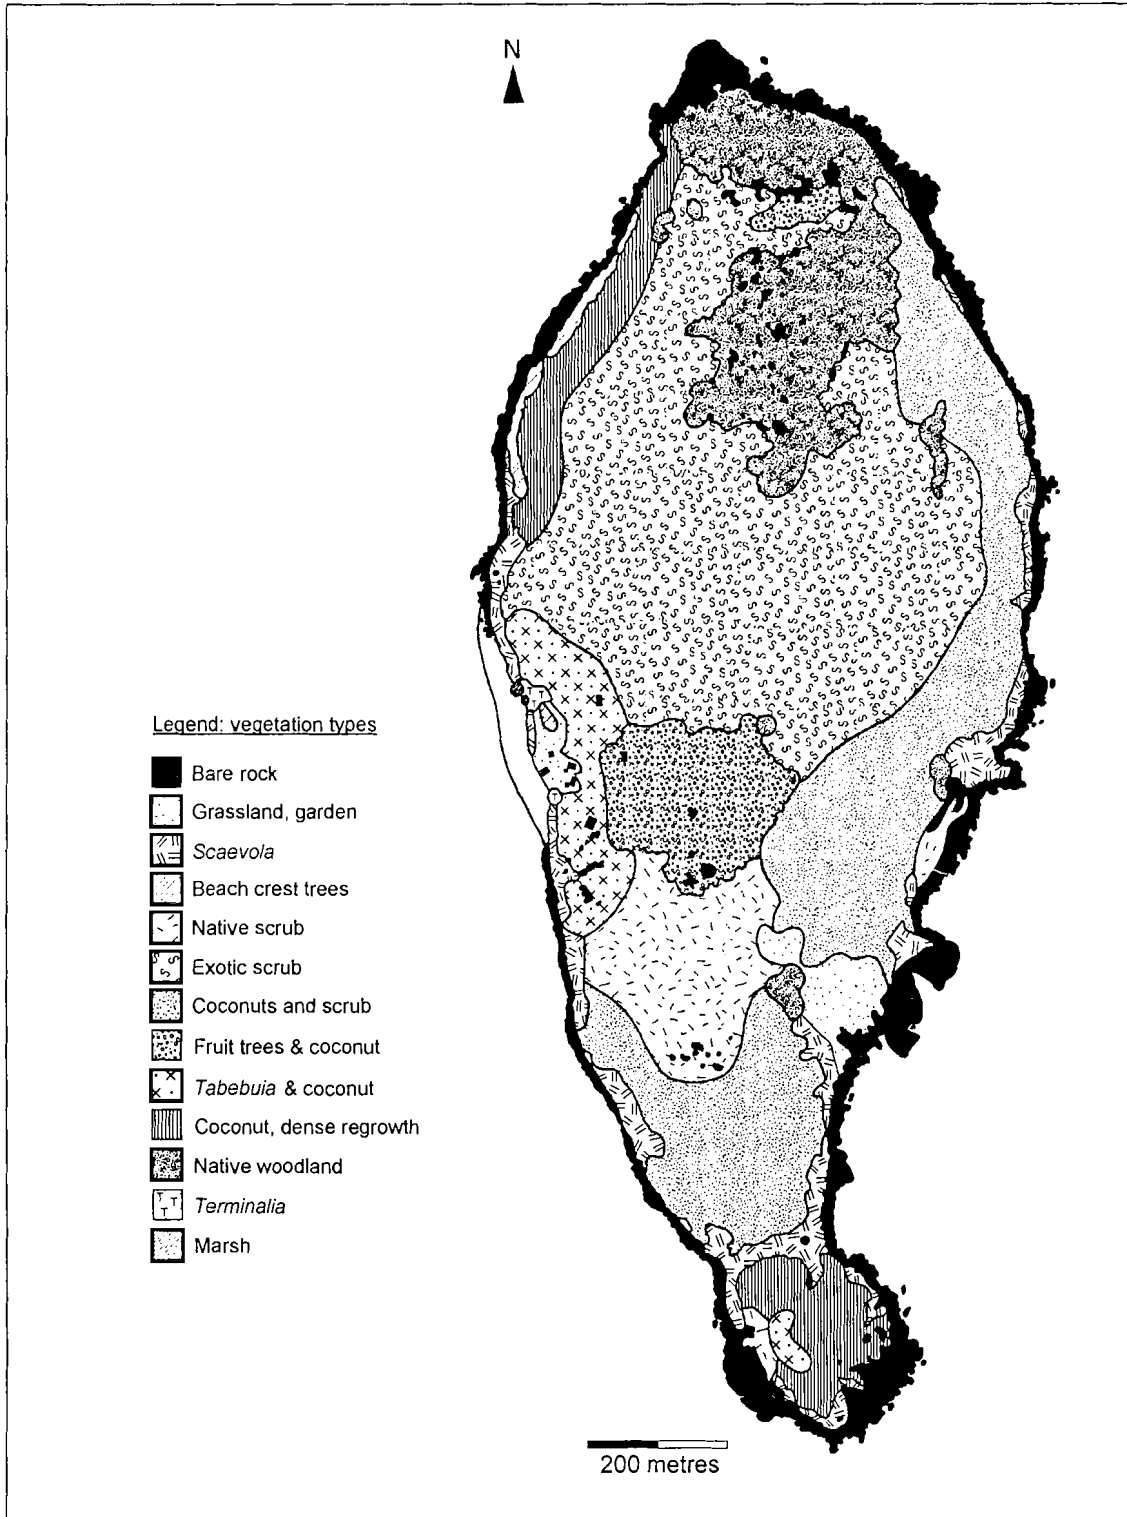 N
Legend: vegetation types
Bare rock
Grassland, garden
Scaevola
Beach crest trees
Native scrub
Exotic scrub
Coconuts and scrub
Fruit trees & coconut
Tabebuia & coconut
Coconut, dense regrowth
Native woodland
Terminalia
Marsh
200 metres